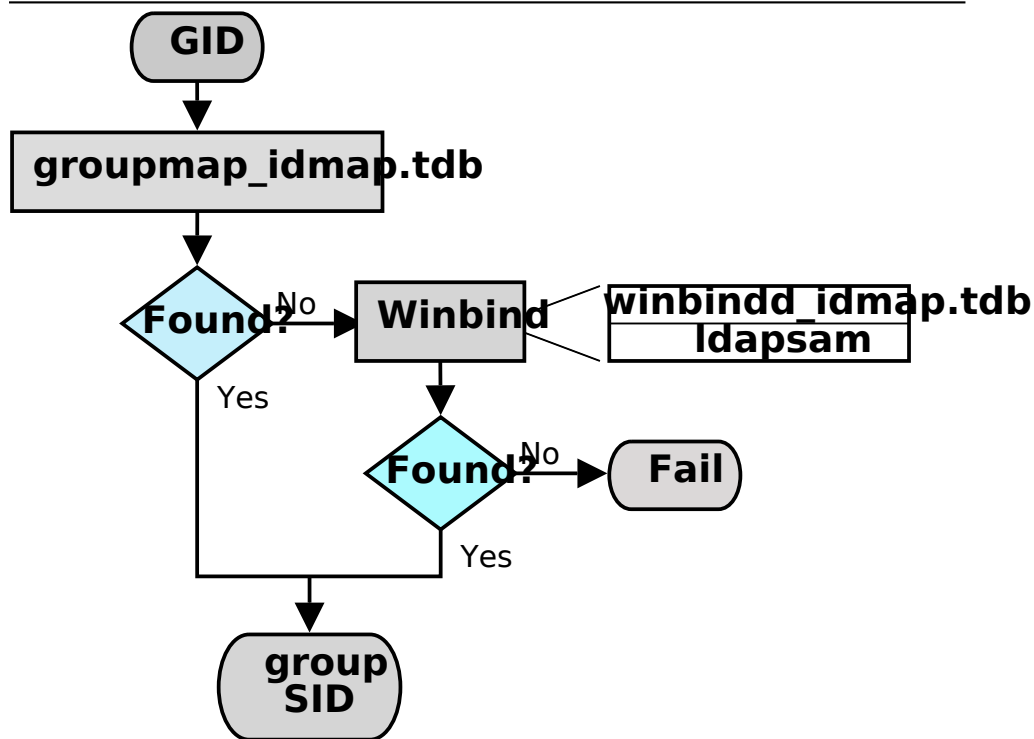 GID
groupmap_idmap.tdb
Found?
No
Winbind
winbindd_idmap.tdb
ldapsam
Yes
Found?
No
Fail
Yes
group
SID